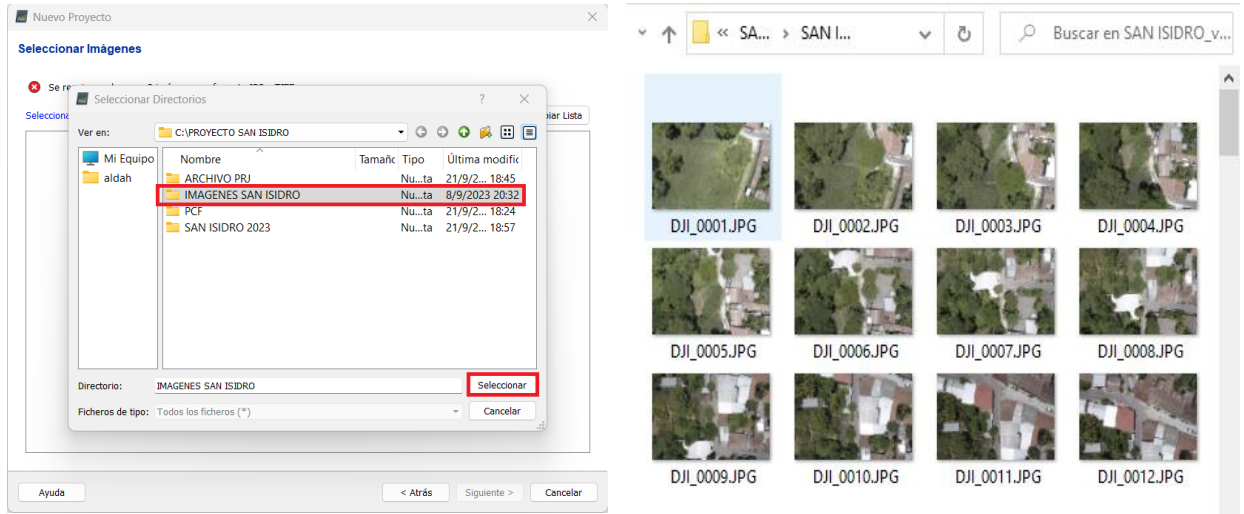 Nuevo Proyecto
Seleccionar Imágenes
Se re
Seleccionar Directorios
Selecciona
iar Lista
Ver en:
C:\PROYECTO SAN ISIDRO
Mi Equipo
aldah
Nombre Tamañc Tipo Última modific
ARCHIVO PRJ Nu...ta 21/9/2... 18:45
IMAGENES SAN ISIDRO Nu...ta 8/9/2023 20:32
PCF Nu...ta 21/9/2... 18:24
SAN ISIDRO 2023 Nu...ta 21/9/2... 18:57
Directorio: IMAGENES SAN ISIDRO Seleccionar
Ficheros de tipo: Todos los ficheros (*) Cancelar
Ayuda < Atrás Siguiente > Cancelar
« SA... › SAN I... Buscar en SAN ISIDRO_v...
DJI_0001.JPG DJI_0002.JPG DJI_0003.JPG DJI_0004.JPG
DJI_0005.JPG DJI_0006.JPG DJI_0007.JPG DJI_0008.JPG
DJI_0009.JPG DJI_0010.JPG DJI_0011.JPG DJI_0012.JPG